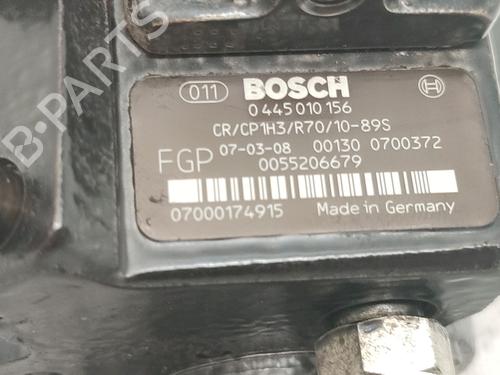 B-PARTS
011 BOSCH
0 445 010 156
CR/CP1H3/R70/10-89S
FGP 07-03-08 00130 0700372
0055206679
07000174915 Made in Germany